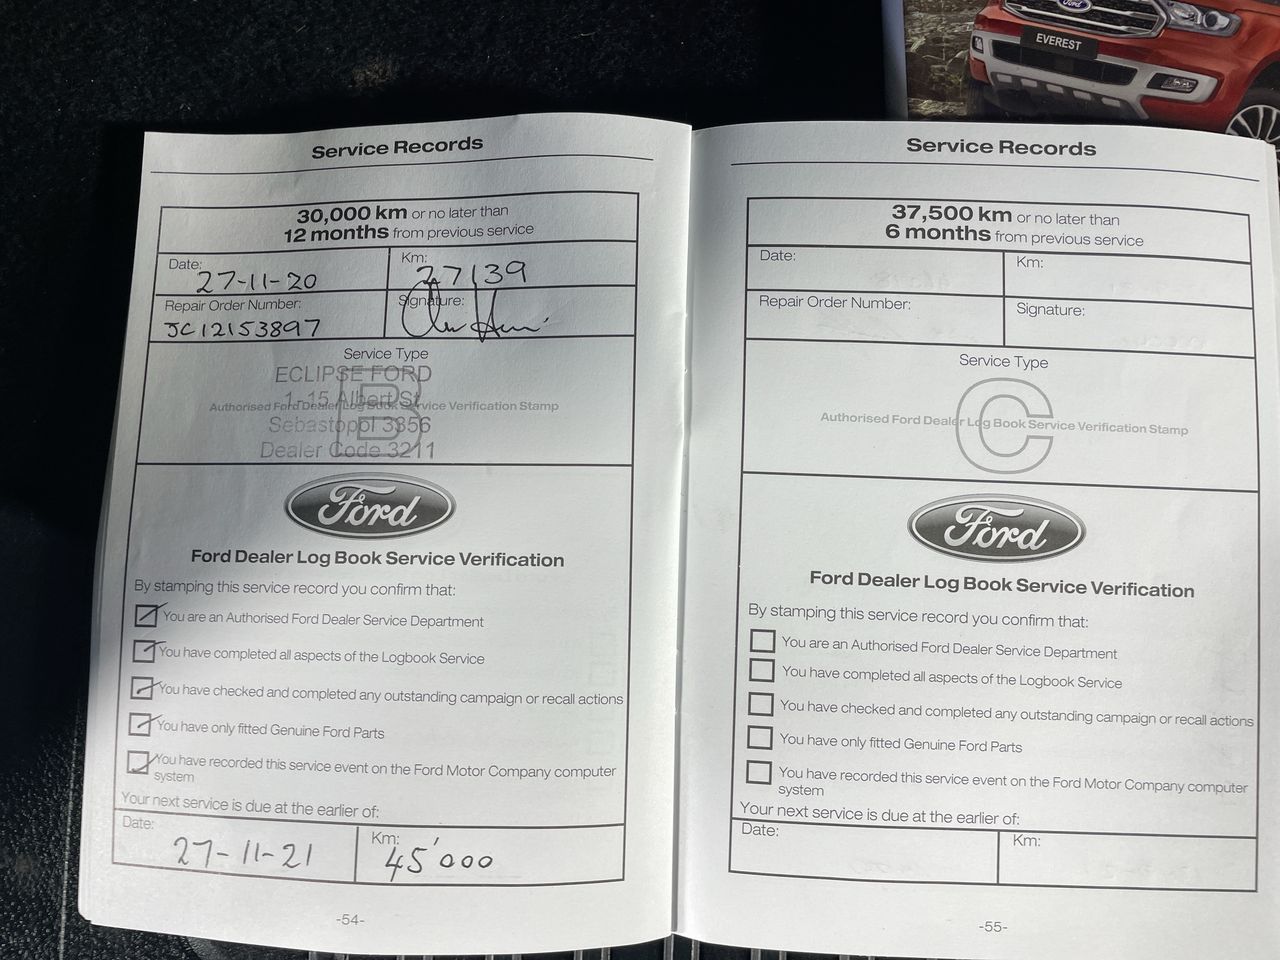 Ford
EVEREST
Service Records
30,000 km or no later than
12 months from previous service
Date:
27-11-20
Km:
27139
Repair Order Number:
JC12153897
Signature:
Service Type
B
ECLIPSE FORD
1-15 Albert St
Authorised Ford Dealer Log Book Service Verification Stamp
Sebastopol 3356
Dealer Code 3211
Ford
Ford Dealer Log Book Service Verification
By stamping this service record you confirm that:
You are an Authorised Ford Dealer Service Department
You have completed all aspects of the Logbook Service
You have checked and completed any outstanding campaign or recall actions
You have only fitted Genuine Ford Parts
You have recorded this service event on the Ford Motor Company computer
system
Your next service is due at the earlier of:
Date:
27-11-21
Km:
45'000
-54-
Service Records
37,500 km or no later than
6 months from previous service
Date:
Km:
Repair Order Number:
Signature:
Service Type
C
Authorised Ford Dealer Log Book Service Verification Stamp
Ford
Ford Dealer Log Book Service Verification
By stamping this service record you confirm that:
You are an Authorised Ford Dealer Service Department
You have completed all aspects of the Logbook Service
You have checked and completed any outstanding campaign or recall actions
You have only fitted Genuine Ford Parts
You have recorded this service event on the Ford Motor Company computer
system
Your next service is due at the earlier of:
Date:
Km:
-55-